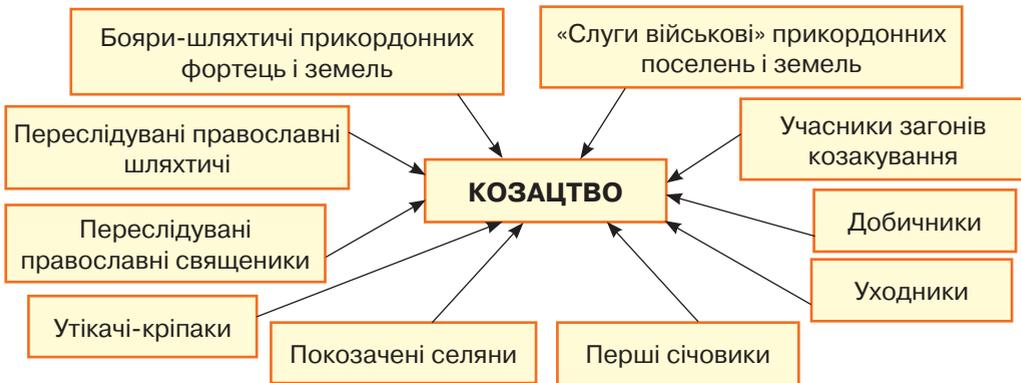 Бояри-шляхтичі прикордонних
фортець і земель
«Слуги військові» прикордонних
поселень і земель
Переслідувані православні
шляхтичі
Учасники загонів
козакування
КОЗАЦТВО
Переслідувані
православні священики
Добичники
Уходники
Утікачі-кріпаки
Покозачені селяни
Перші січовики